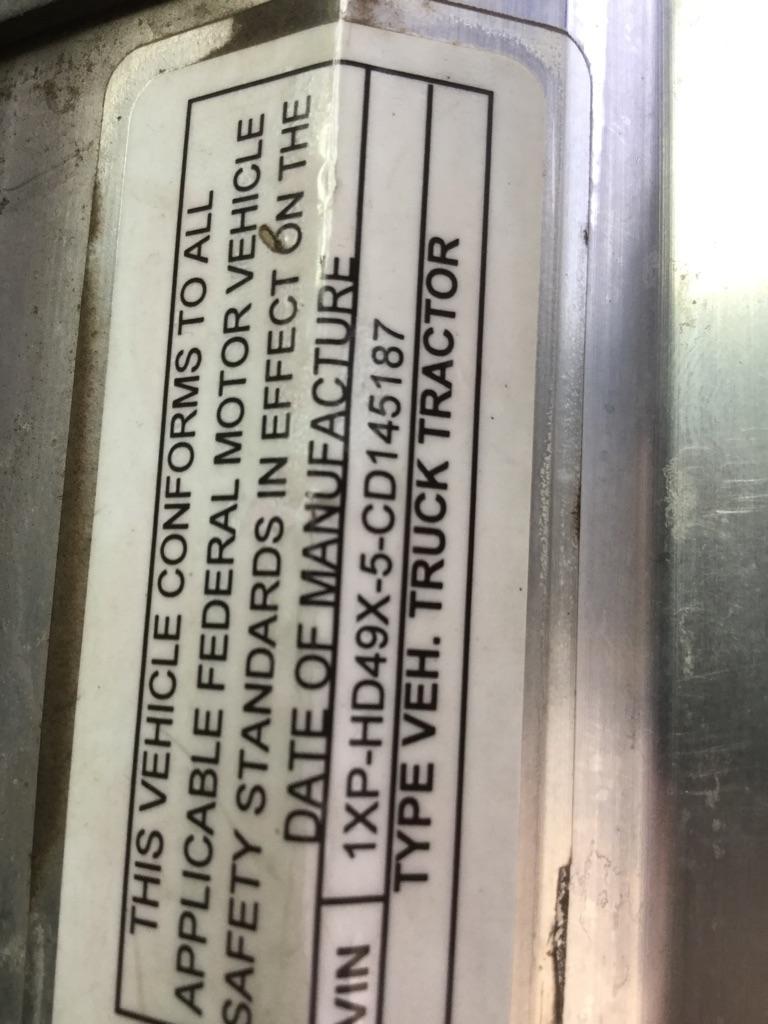 THIS VEHICLE CONFORMS TO ALL
APPLICABLE FEDERAL MOTOR VEHICLE
SAFETY STANDARDS IN EFFECT ON THE
DATE OF MANUFACTURE
VIN 1XP-HD49X-5-CD145187
TYPE VEH. TRUCK TRACTOR